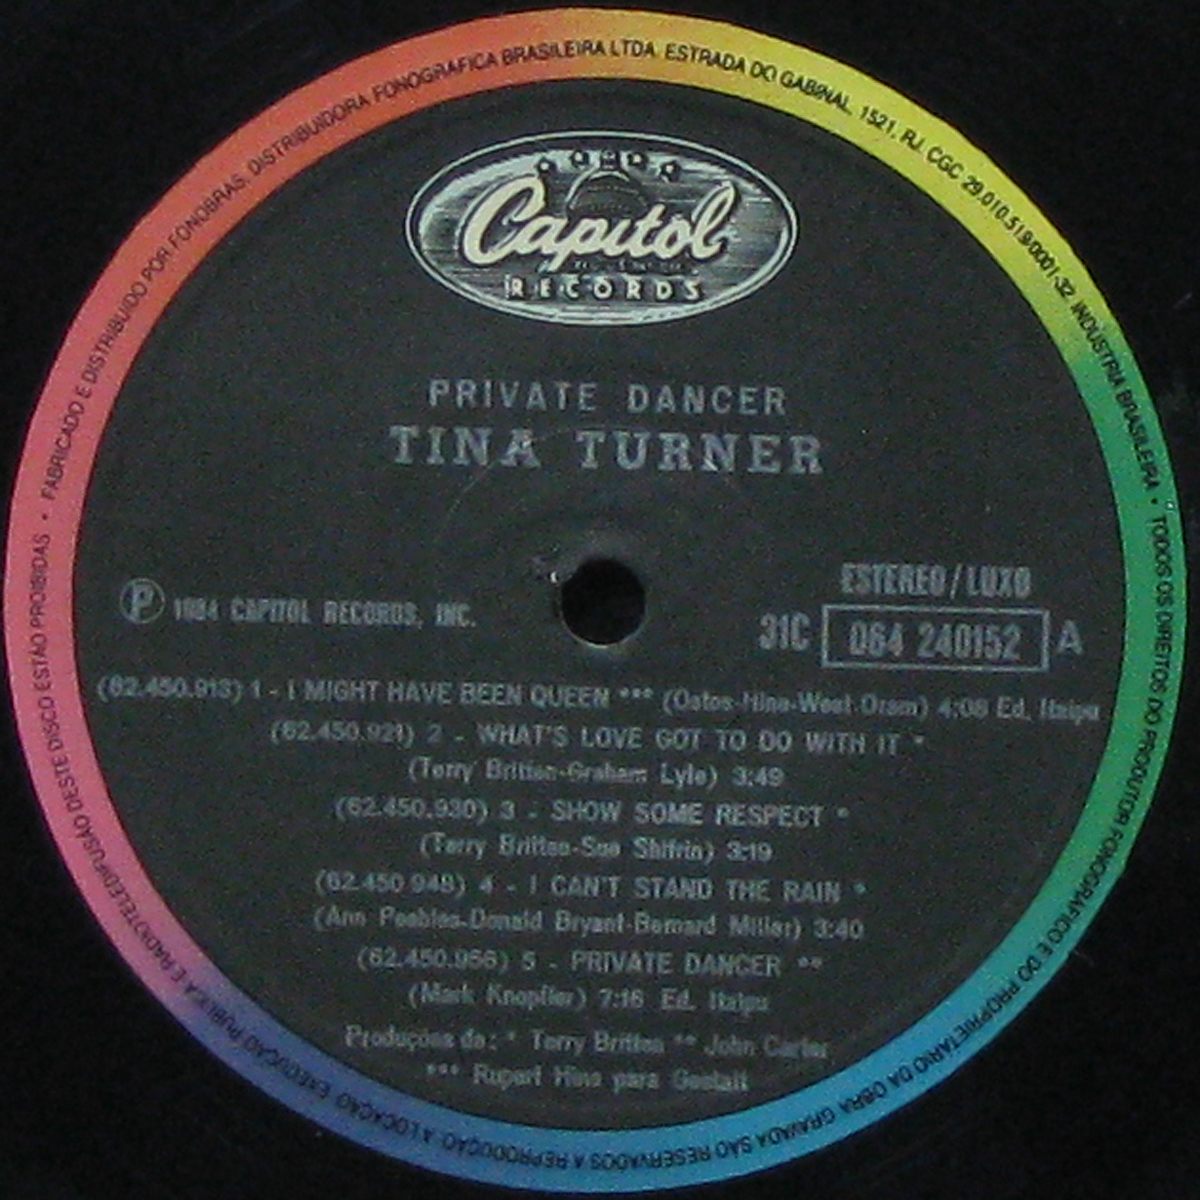 FABRICADO E DISTRIBUIDO POR FONOBRAS. DISTRIBUIDORA FONOGRAFICA BRASILEIRA LTDA. ESTRADA DO GABINAL, 1521, RJ. CGC 29.010.519/0001-32 INDUSTRIA BRASILEIRA • TODOS OS DIREITOS DO PRODUTOR FONOGRAFICO E DO PROPRIETARIO DA OBRA GRAVADA SÃO RESERVADOS A REPRODUÇÃO, A LOCAÇÃO, EXECUÇÃO PUBLICA E RADIOTELEDIFUSÃO DESTE DISCO ESTÃO PROIBIDAS •
Capitol
RECORDS
PRIVATE DANCER
TINA TURNER
ESTEREO/LUXO
℗ 1984 CAPITOL RECORDS, INC.
31C 064 240152 A
(62.450.913) 1 - I MIGHT HAVE BEEN QUEEN *** (Ostos-Hine-West.Oram) 4:08 Ed. Itaipu
(62.450.921) 2 - WHAT'S LOVE GOT TO DO WITH IT *
(Terry Britten-Graham Lyle) 3:49
(62.450.930) 3 - SHOW SOME RESPECT *
(Terry Britten-Sue Shifrin) 3:19
(62.450 948) 4 - I CAN'T STAND THE RAIN *
(Ann Peebles-Donald Bryant-Bernard Miller) 3:40
(62.450.956) 5 - PRIVATE DANCER **
(Mark Knopfler) 7:16 Ed. Itaipu
Produções da: * Terry Britten ** John Carter
*** Rupert Hine para Gestalt